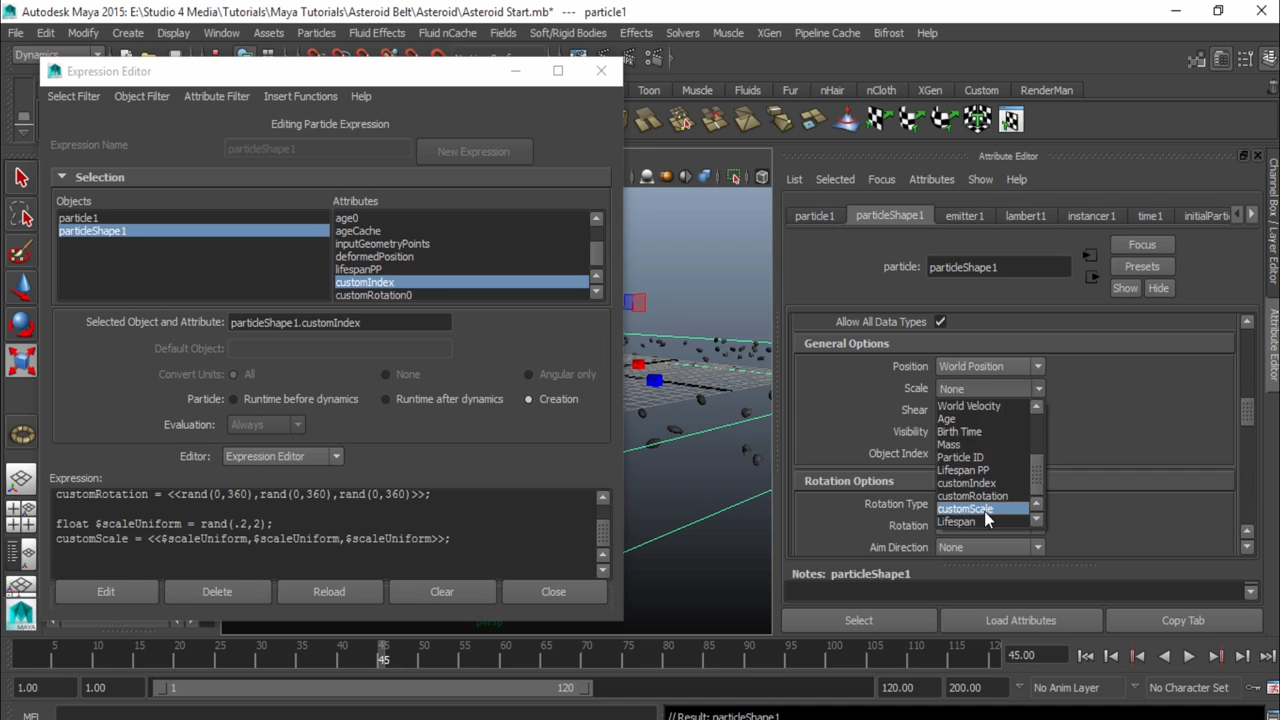 Autodesk Maya 2015: E:\Studio 4 Media\Tutorials\Maya Tutorials\Asteroid Belt\Asteroid\Asteroid Start.mb* --- particle1
File Edit Modify Create Display Window Assets Particles Fluid Effects Fluid nCache Fields Soft/Rigid Bodies Effects Solvers Muscle XGen Pipeline Cache Bifrost Help
Dynamics
Expression Editor
Toon Muscle Fluids Fur nHair nCloth XGen Custom RenderMan
Select Filter Object Filter Attribute Filter Insert Functions Help
Editing Particle Expression
Expression Name particleShape1 New Expression
Selection
Objects Attributes
particle1
particleShape1
age0
ageCache
inputGeometryPoints
deformedPosition
lifespanPP
customIndex
customRotation0
Selected Object and Attribute: particleShape1.customIndex
Default Object:
Convert Units: All None Angular only
Particle: Runtime before dynamics Runtime after dynamics Creation
Evaluation: Always
Editor: Expression Editor
Expression:
customRotation = <<rand(0,360),rand(0,360),rand(0,360)>>;
float $scaleUniform = rand(.2,2);
customScale = <<$scaleUniform,$scaleUniform,$scaleUniform>>;
Edit Delete Reload Clear Close
persp
Attribute Editor
List Selected Focus Attributes Show Help
particle1 particleShape1 emitter1 lambert1 instancer1 time1 initialParti
Focus
particle: particleShape1
Presets
Show Hide
Allow All Data Types
General Options
Position World Position
Scale None
Shear
Visibility
Object Index
World Velocity
Age
Birth Time
Mass
Particle ID
Lifespan PP
customIndex
customRotation
customScale
Lifespan
Rotation Options
Rotation Type
Rotation
Aim Direction None
Notes: particleShape1
Select Load Attributes Copy Tab
Channel Box / Layer Editor
Attribute Editor
5 10 15 20 25 30 35 40 45 50 55 60 65 70 75 80 85 90 95 100 105 110 115 120
45
45.00
1.00 1.00 1 120 120.00 200.00 No Anim Layer No Character Set
MEL
// Result: particleShape1